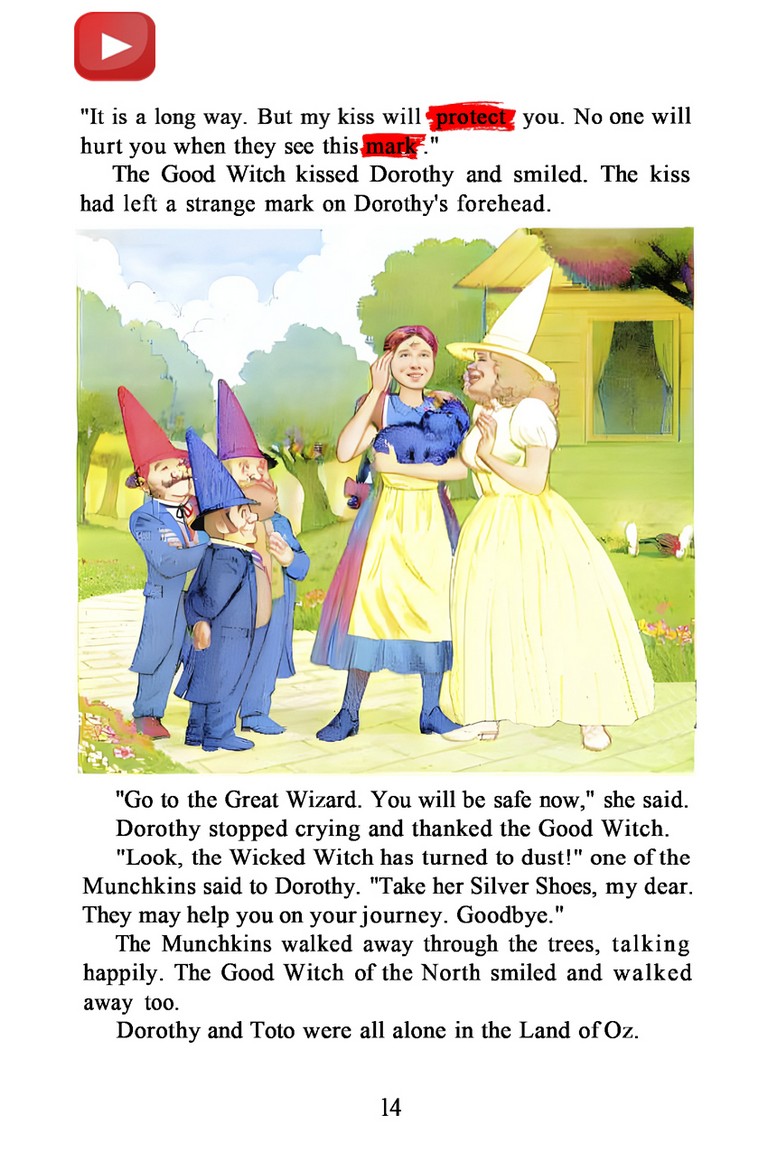 "It is a long way. But my kiss will protect you. No one will
hurt you when they see this mark."
The Good Witch kissed Dorothy and smiled. The kiss
had left a strange mark on Dorothy's forehead.
"Go to the Great Wizard. You will be safe now," she said.
Dorothy stopped crying and thanked the Good Witch.
"Look, the Wicked Witch has turned to dust!" one of the
Munchkins said to Dorothy. "Take her Silver Shoes, my dear.
They may help you on your journey. Goodbye."
The Munchkins walked away through the trees, talking
happily. The Good Witch of the North smiled and walked
away too.
Dorothy and Toto were all alone in the Land of Oz.
14